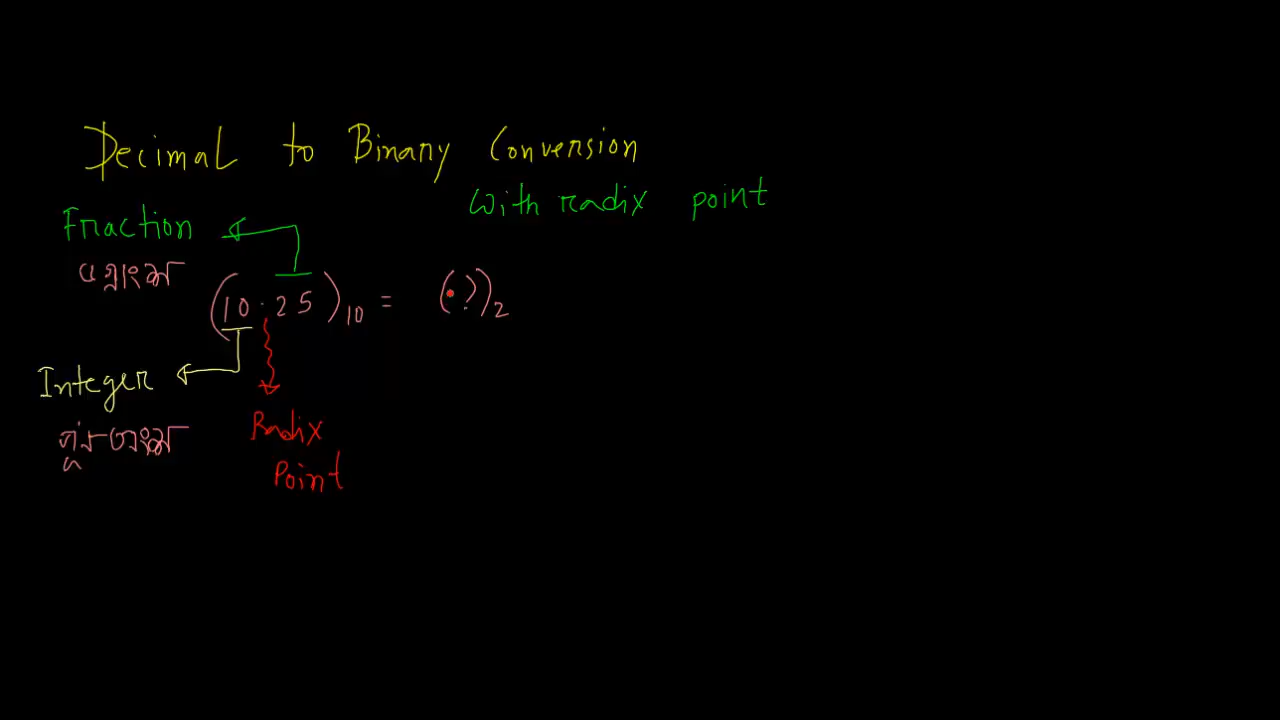 Decimal to Binary Conversion
With radix point
Fraction
ভগ্নাংশ
(10.25)10 = (?)2
Integer
পূর্ণসংখ্যা
Radix
Point